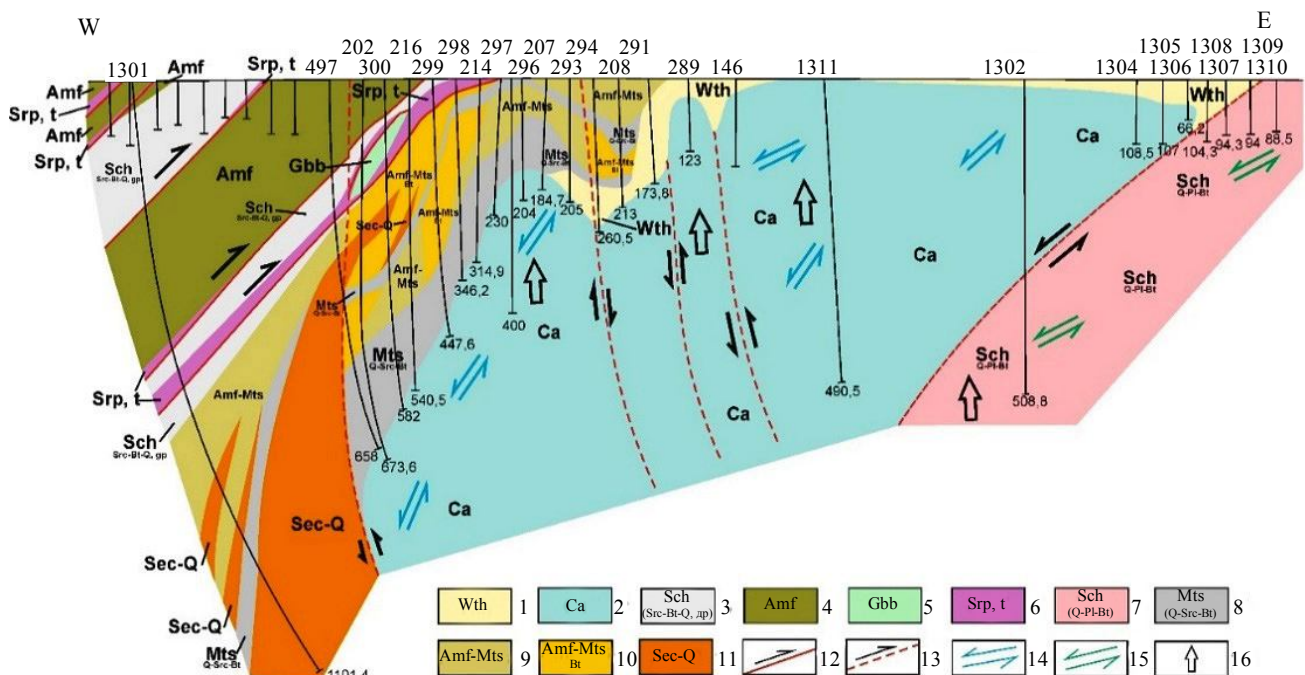 W
E
202 216 298 297 207 294 291
1305 1308 1309
Amf
Srp, t
1301
497
300 299 214
296 293 208
289 146
1311
1302
1304 1306 1307 1310
Amf
Srp, t
Amf
Srp, t
Srp, t
Amf-Mts
Amf-Mts
Wth
Wth
Ca
66,2
Mts
Q-Src-Bt
Sch
Src-Bt-Q, gp
Amf
Gbb
Amf-Mts
Bt
Mts
Q-Src-Bt
Amf-Mts
Bt
123
108,5
107
104,3
94,3
94
88,5
Sch
Q-Pl-Bt
Sch
Src-Bt-Q, gp
Sec-Q
Amf-Mts
Bt
230
204
184,7
205
213
173,8
Wth
260,5
Ca
Ca
Amf-Mts
314,9
346,2
Sch
Q-Pl-Bt
Mts
Q-Src-Bt
400
Ca
447,6
Mts
Q-Src-Bt
Sch
Q-Pl-Bt
Srp, t
Amf-Mts
540,5
582
490,5
508,8
Ca
Sch
Src-Bt-Q, gp
658
673,6
Ca
Sec-Q
Sec-Q
Sec-Q
Mts
Q-Src-Bt
1191,4
Wth 1
Ca 2
Sch
(Src-Bt-Q, др) 3
Amf 4
Gbb 5
Srp, t 6
Sch
(Q-Pl-Bt) 7
Mts
(Q-Src-Bt) 8
Amf-Mts 9
Amf-Mts
Bt 10
Sec-Q 11
12
13
14
15
16